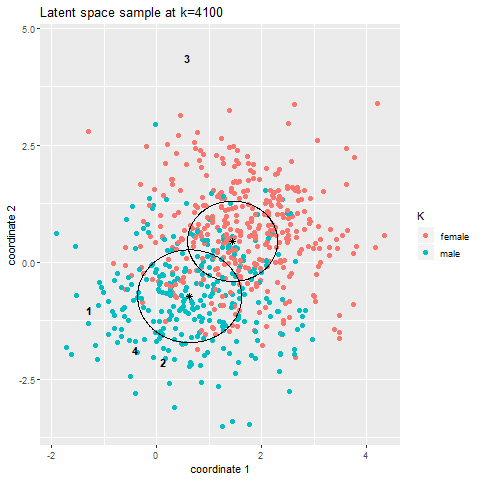 Latent space sample at k=4100
3
5.0
2.5
K
female
male
coordinate 2
0.0
1
4
2
-2.5
-2
0
2
4
coordinate 1